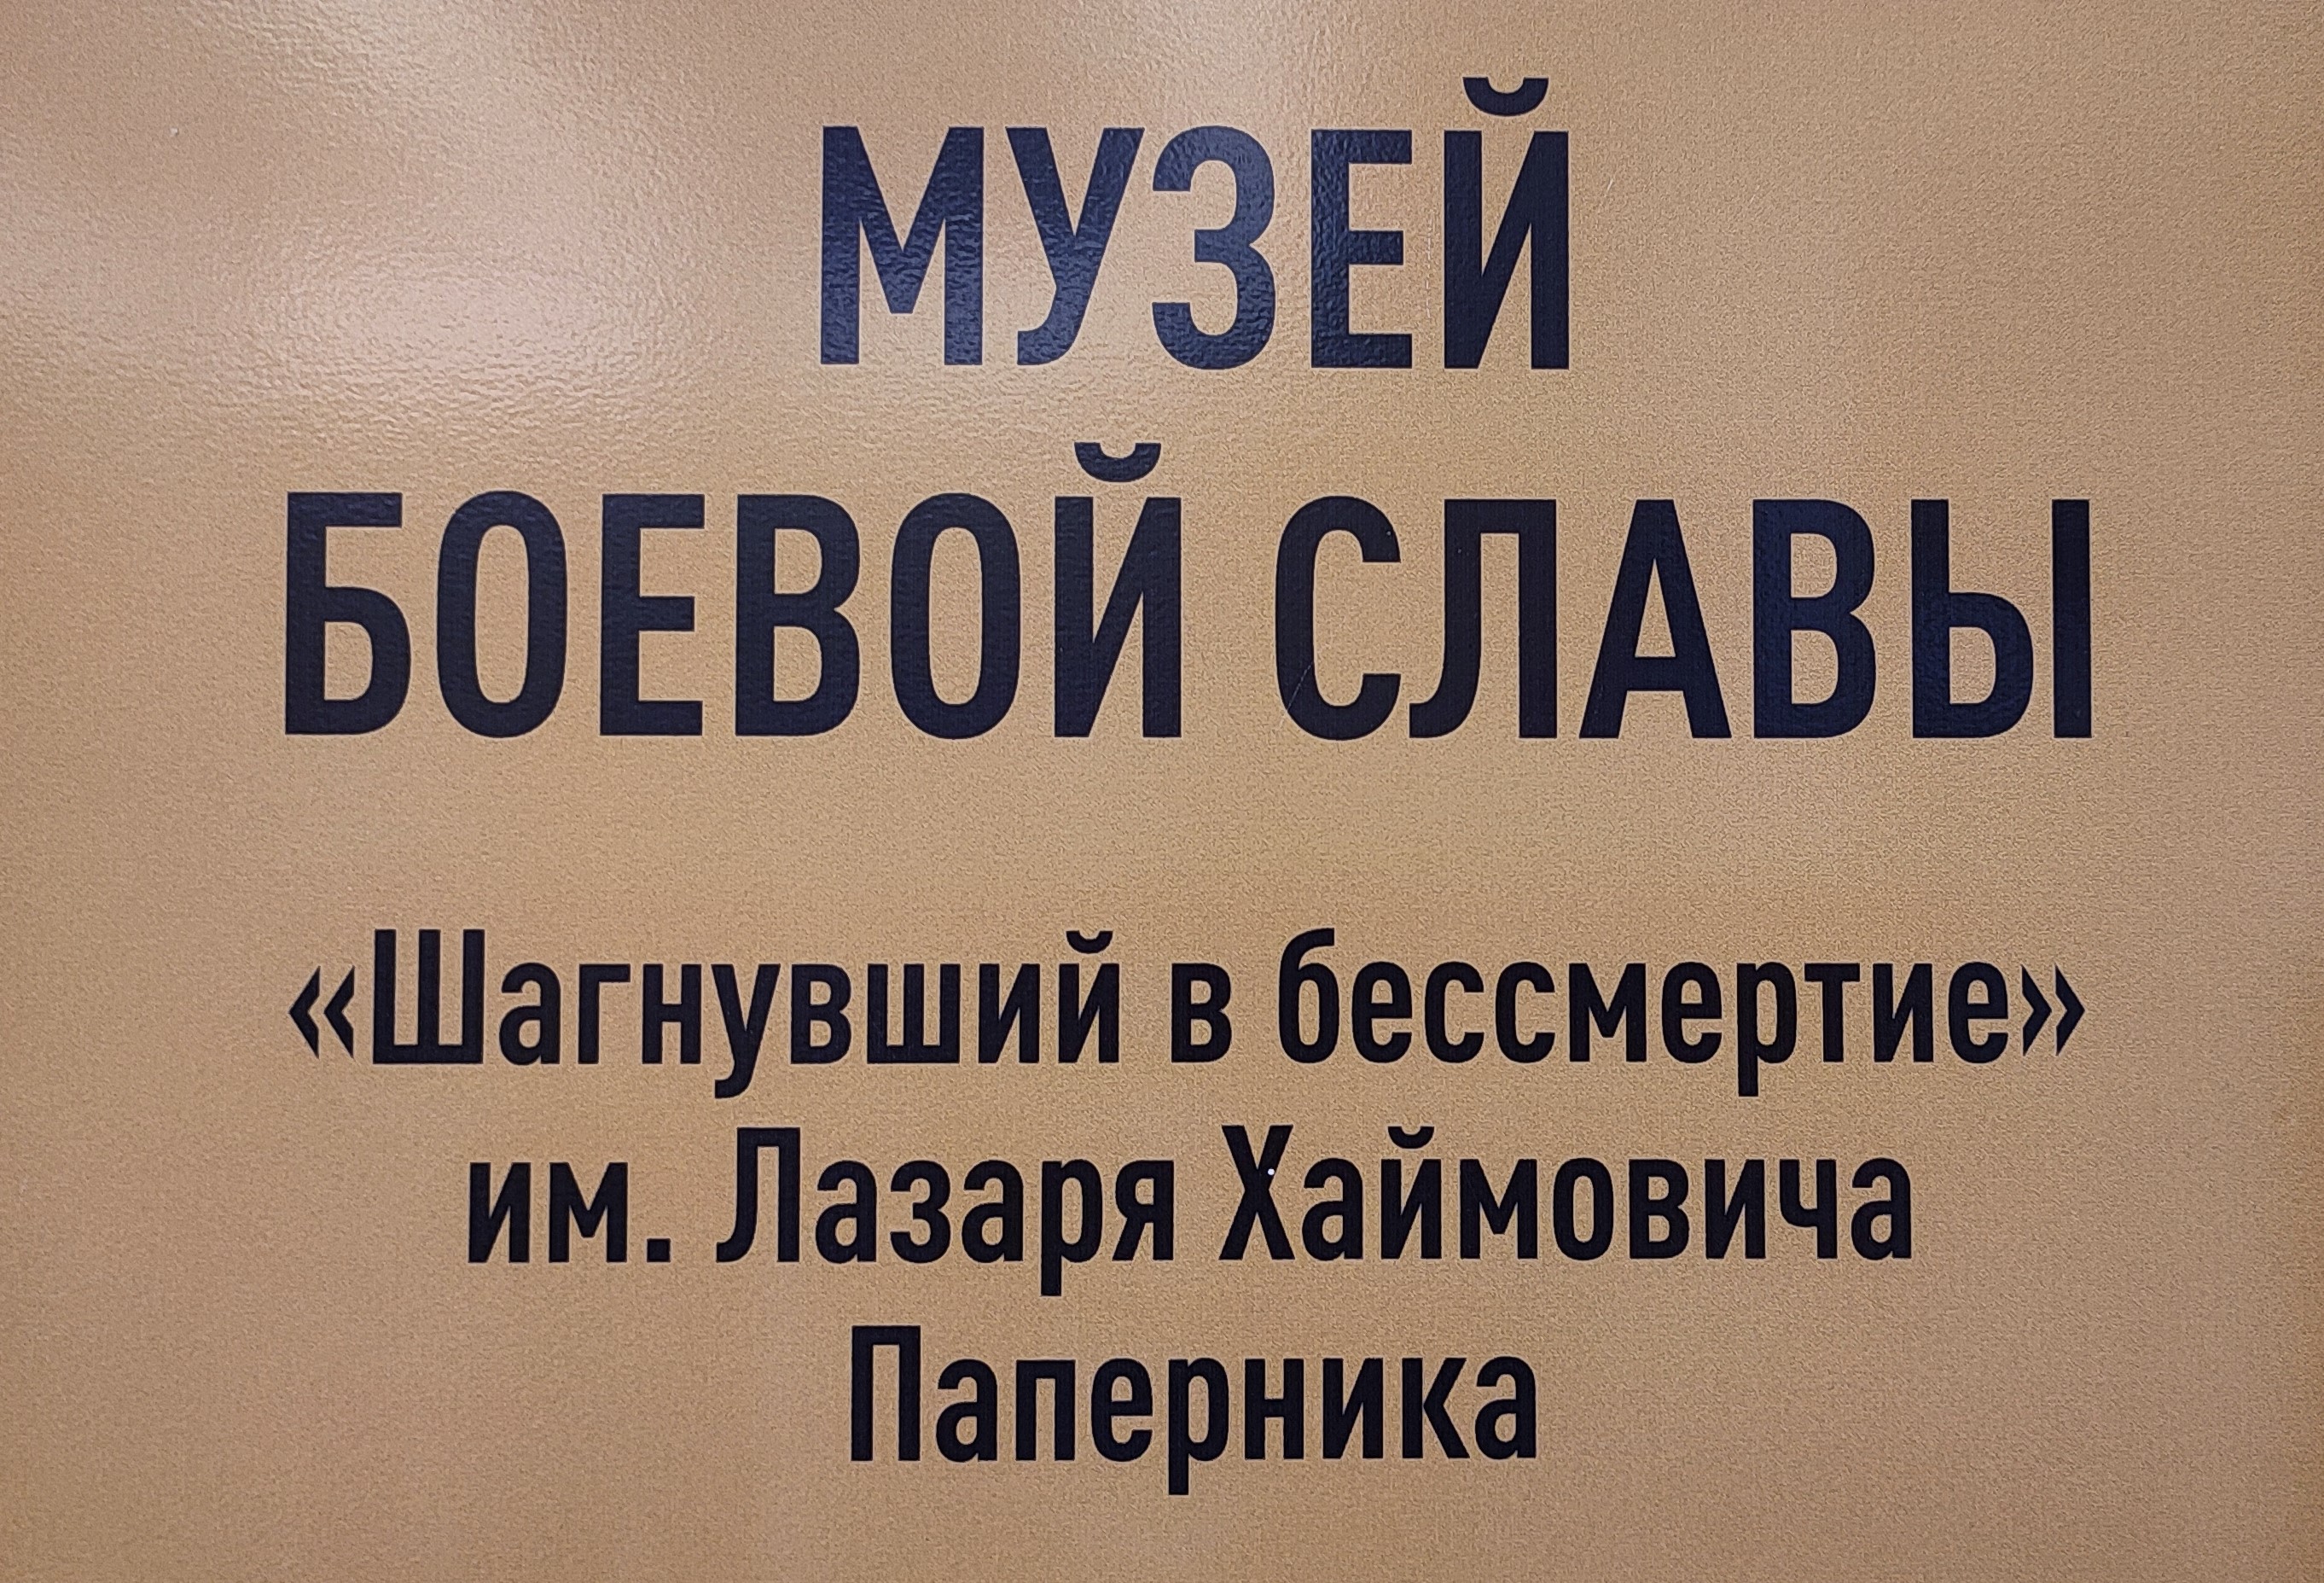 МУЗЕЙ
БОЕВОЙ СЛАВЫ
«Шагнувший в бессмертие»
им. Лазаря Хаймовича
Паперника